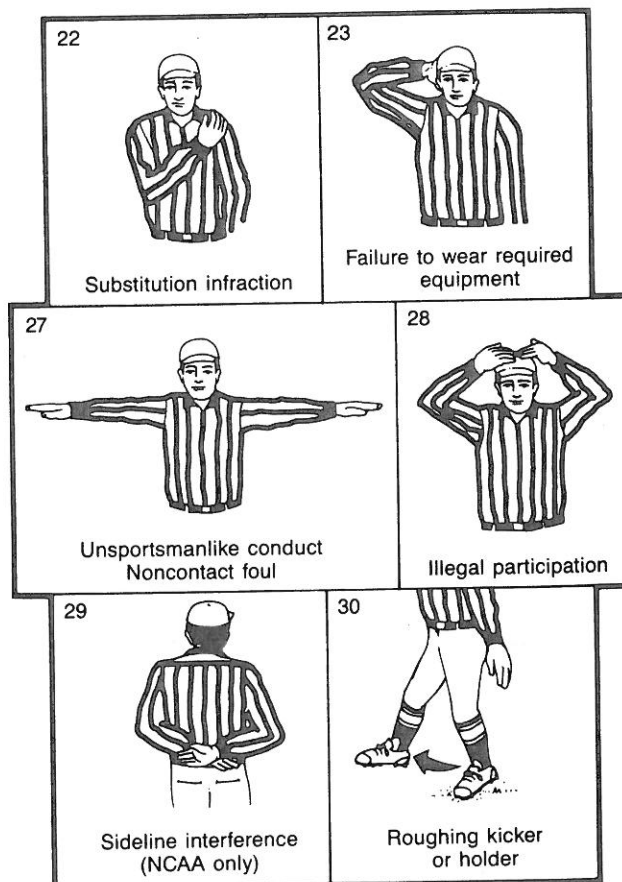 22
23
Substitution infraction
Failure to wear required
equipment
27
28
Unsportsmanlike conduct
Noncontact foul
Illegal participation
29
30
Sideline interference
(NCAA only)
Roughing kicker
or holder